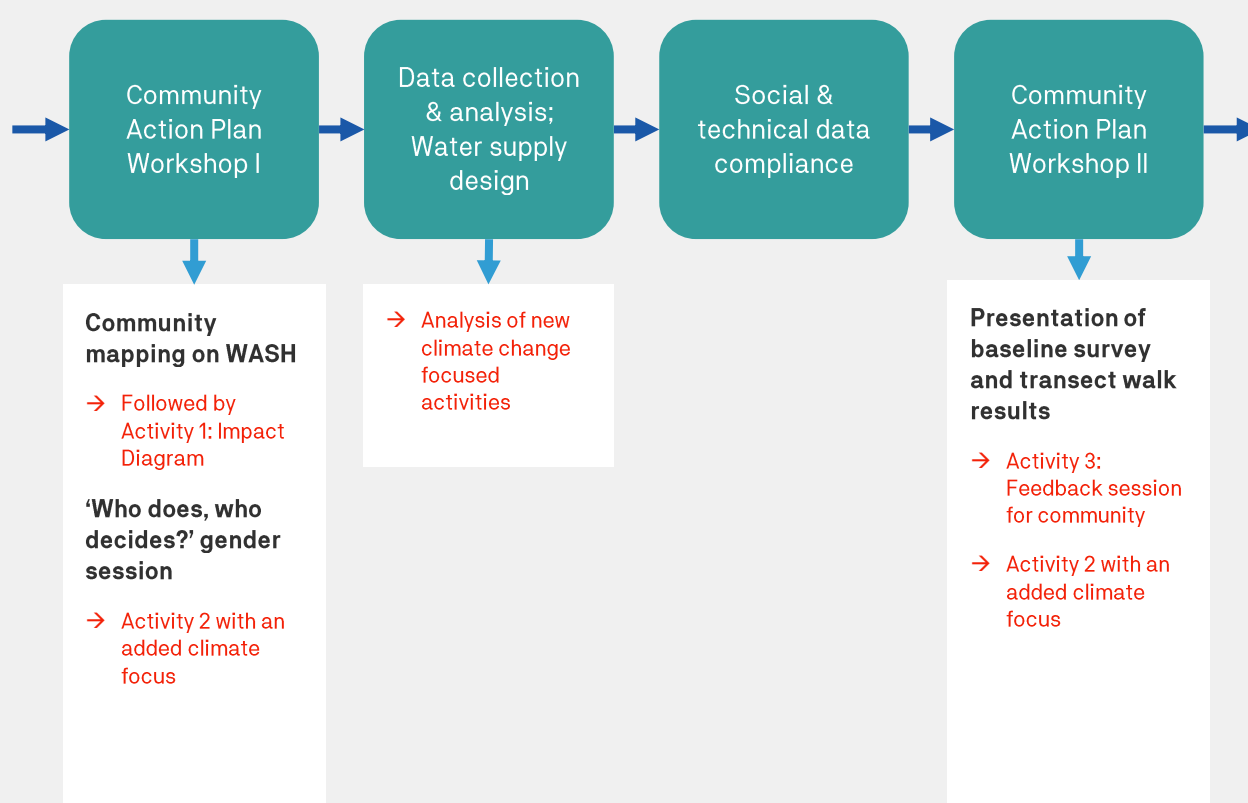 Community
Action Plan
Workshop I
Data collection
& analysis;
Water supply
design
Social &
technical data
compliance
Community
Action Plan
Workshop II
Community
mapping on WASH
→ Followed by
Activity 1: Impact
Diagram
‘Who does, who
decides?’ gender
session
→ Activity 2 with an
added climate
focus
→ Analysis of new
climate change
focused
activities
Presentation of
baseline survey
and transect walk
results
→ Activity 3:
Feedback session
for community
→ Activity 2 with an
added climate
focus